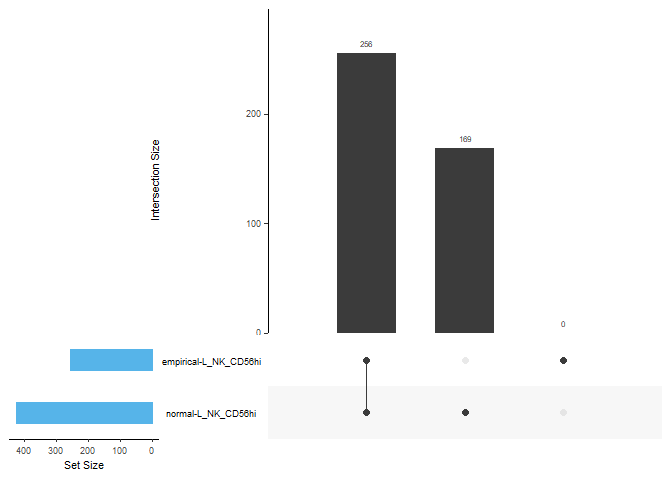 256
200
169
Intersection Size
100
0
0
empirical-L_NK_CD56hi
normal-L_NK_CD56hi
400 300 200 100 0
Set Size